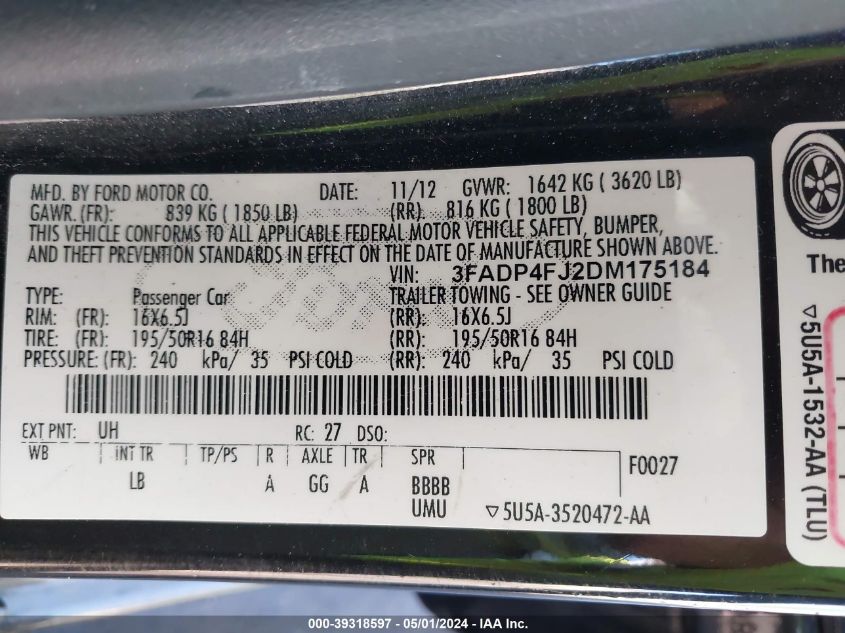 MFD. BY FORD MOTOR CO. DATE: 11/12 GVWR: 1642 KG ( 3620 LB)
GAWR. (FR): 839 KG ( 1850 LB) (RR): 816 KG ( 1800 LB)
THIS VEHICLE CONFORMS TO ALL APPLICABLE FEDERAL MOTOR VEHICLE SAFETY, BUMPER,
AND THEFT PREVENTION STANDARDS IN EFFECT ON THE DATE OF MANUFACTURE SHOWN ABOVE.
VIN: 3FADP4FJ2DM175184
TYPE: Passenger Car TRAILER TOWING - SEE OWNER GUIDE
RIM: (FR): 16X6.5J (RR): 16X6.5J
TIRE: (FR): 195/50R16 84H (RR): 195/50R16 84H
PRESSURE: (FR): 240 kPa/ 35 PSI COLD (RR): 240 kPa/ 35 PSI COLD
EXT PNT: UH RC: 27 DSO:
WB INT TR TP/PS R AXLE TR SPR F0027
LB A GG A BBBB
UMU ▽5U5A-3520472-AA
The
▽5U5A-1532-AA (TLU)
000-39318597 - 05/01/2024 - IAAI Inc.